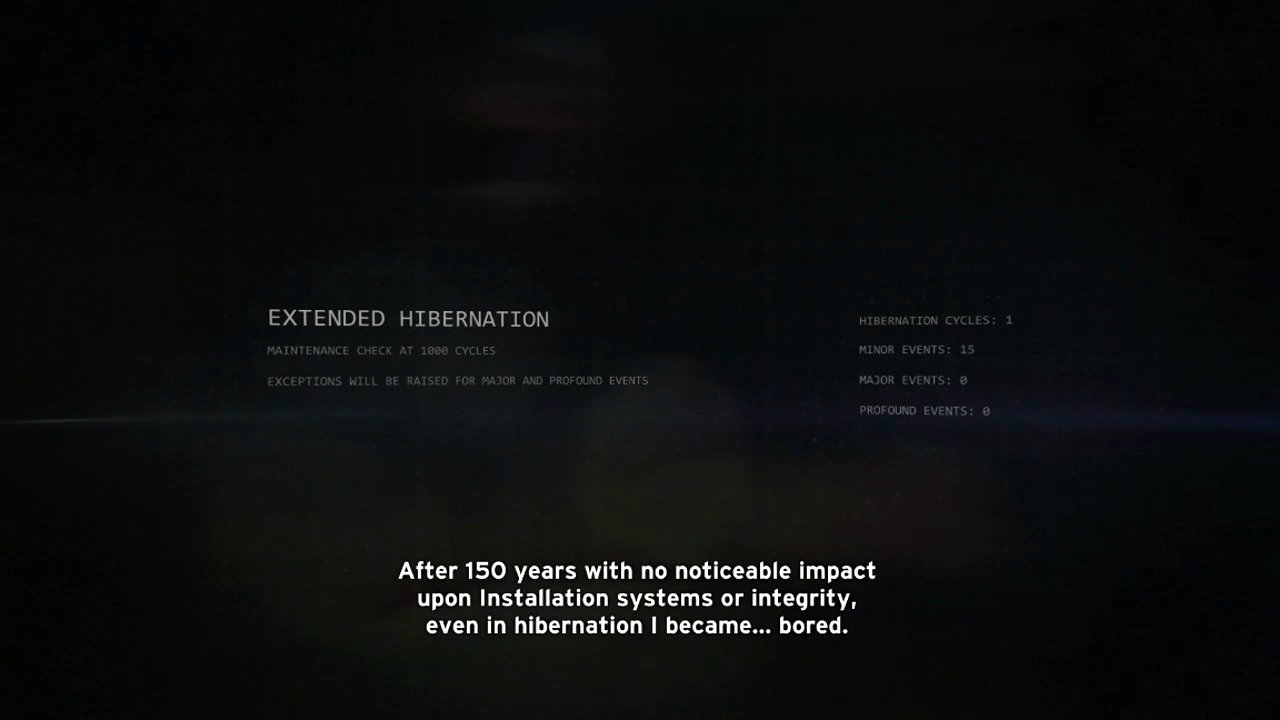 EXTENDED HIBERNATION
MAINTENANCE CHECK AT 1000 CYCLES
EXCEPTIONS WILL BE RAISED FOR MAJOR AND PROFOUND EVENTS
HIBERNATION CYCLES: 1
MINOR EVENTS: 15
MAJOR EVENTS: 0
PROFOUND EVENTS: 0
After 150 years with no noticeable impact
upon Installation systems or integrity,
even in hibernation I became... bored.